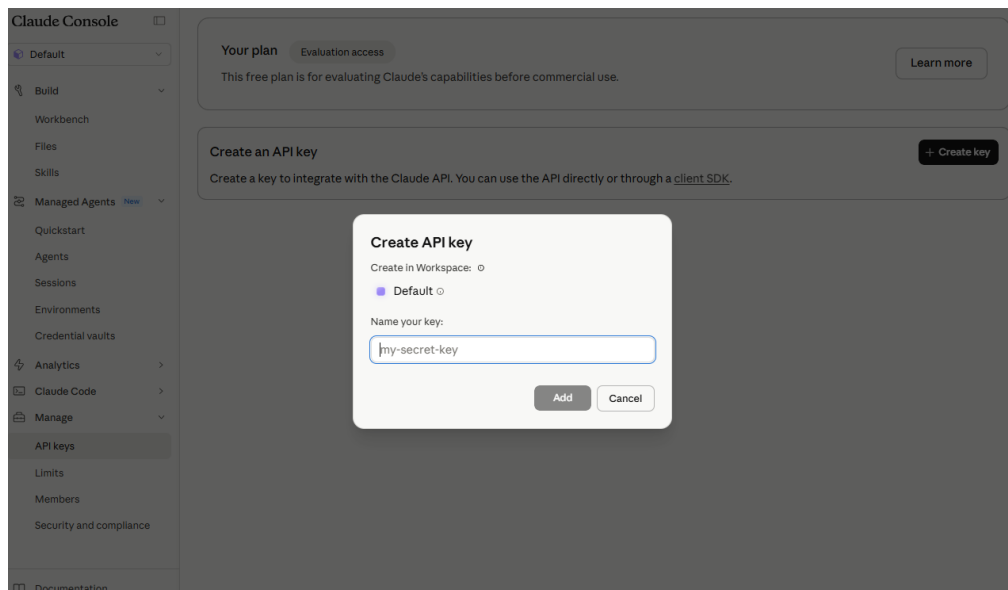 Claude Console
Default
Build
Workbench
Files
Skills
Managed Agents New
Quickstart
Agents
Sessions
Environments
Credential vaults
Analytics
Claude Code
Manage
API keys
Limits
Members
Security and compliance
Documentation
Your plan Evaluation access
This free plan is for evaluating Claude's capabilities before commercial use.
Learn more
Create an API key
Create a key to integrate with the Claude API. You can use the API directly or through a client SDK.
+ Create key
Create API key
Create in Workspace:
Default
Name your key:
my-secret-key
Add Cancel